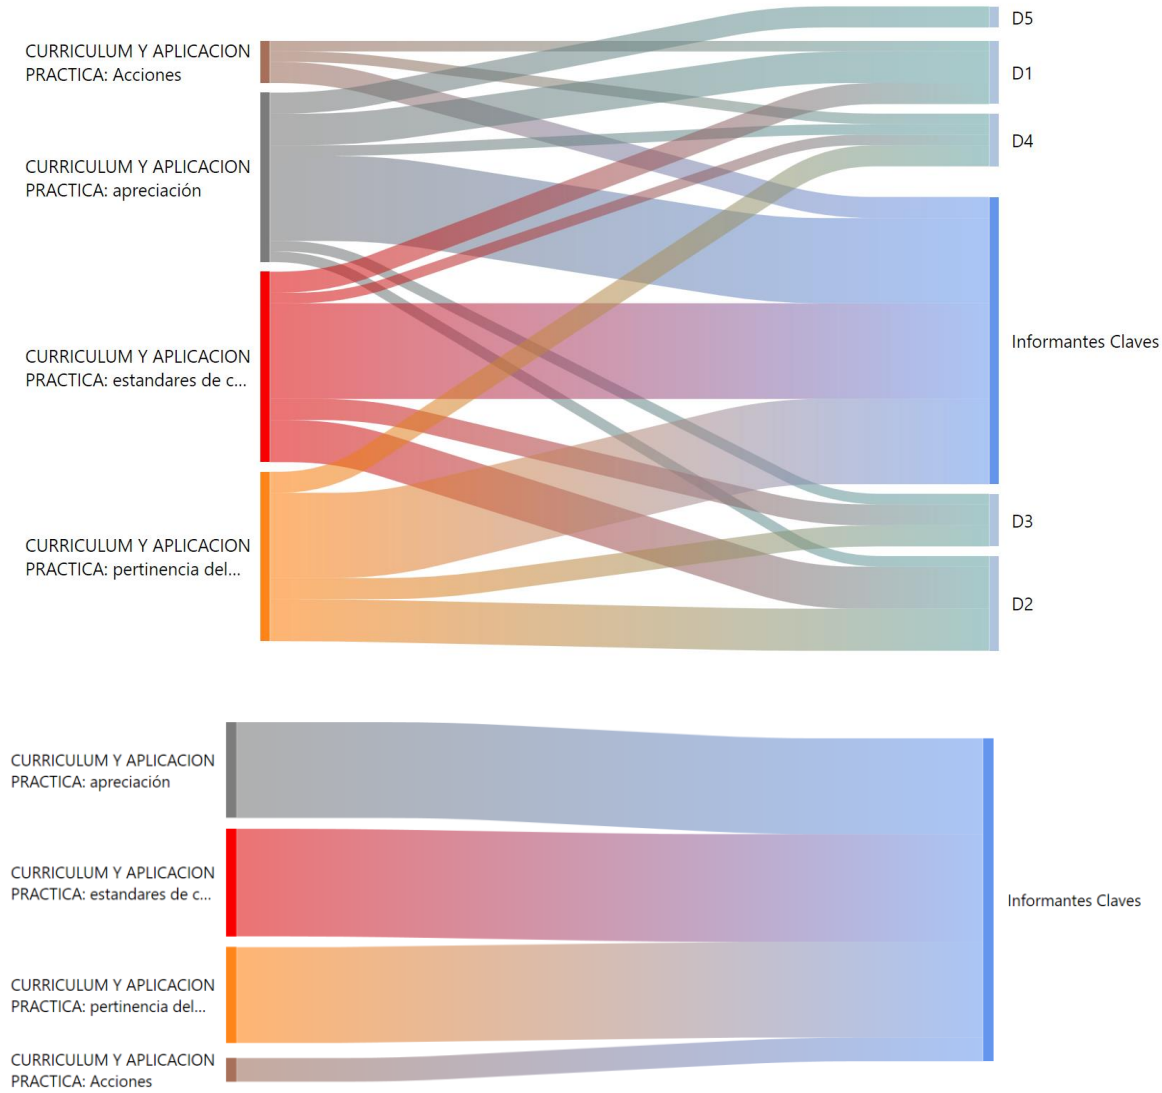 CURRICULUM Y APLICACION
PRACTICA: Acciones
CURRICULUM Y APLICACION
PRACTICA: apreciación
CURRICULUM Y APLICACION
PRACTICA: estandares de c...
CURRICULUM Y APLICACION
PRACTICA: pertinencia del...
D5
D1
D4
Informantes Claves
D3
D2
CURRICULUM Y APLICACION
PRACTICA: apreciación
CURRICULUM Y APLICACION
PRACTICA: estandares de c...
CURRICULUM Y APLICACION
PRACTICA: pertinencia del...
CURRICULUM Y APLICACION
PRACTICA: Acciones
Informantes Claves